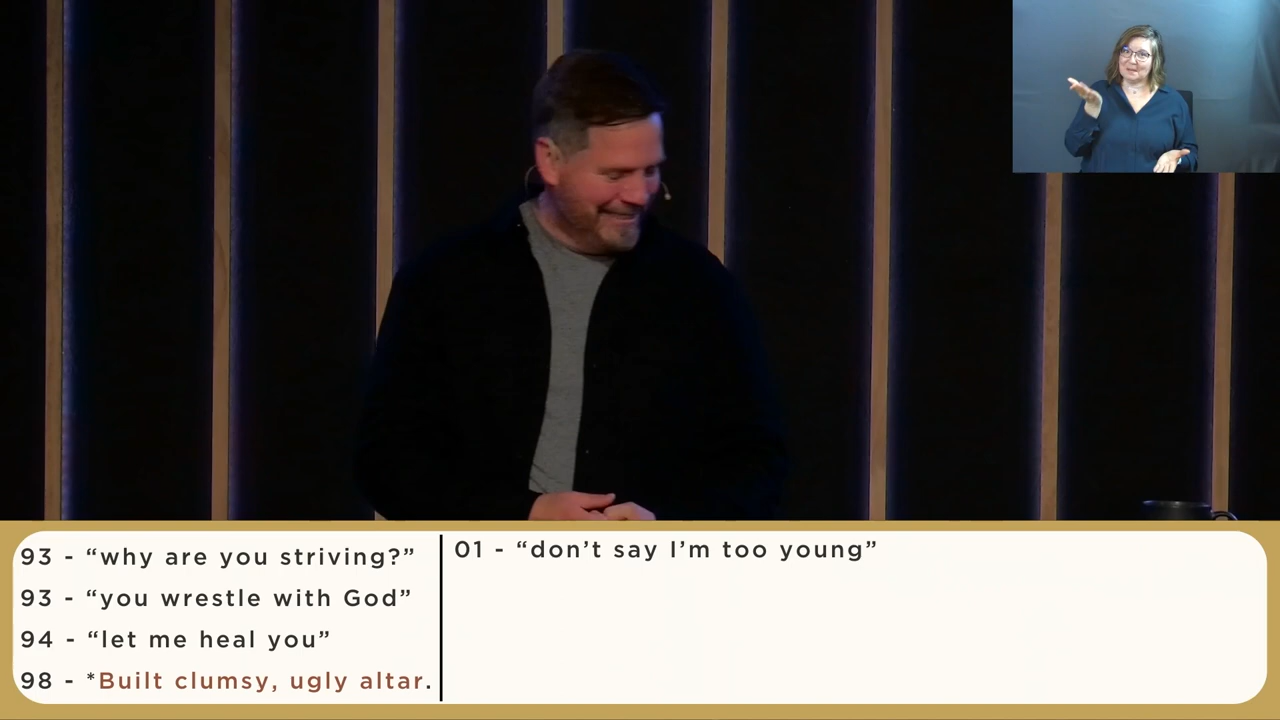 93 - “why are you striving?”
93 - “you wrestle with God”
94 - “let me heal you”
98 - *Built clumsy, ugly altar.
01 - “don’t say I’m too young”